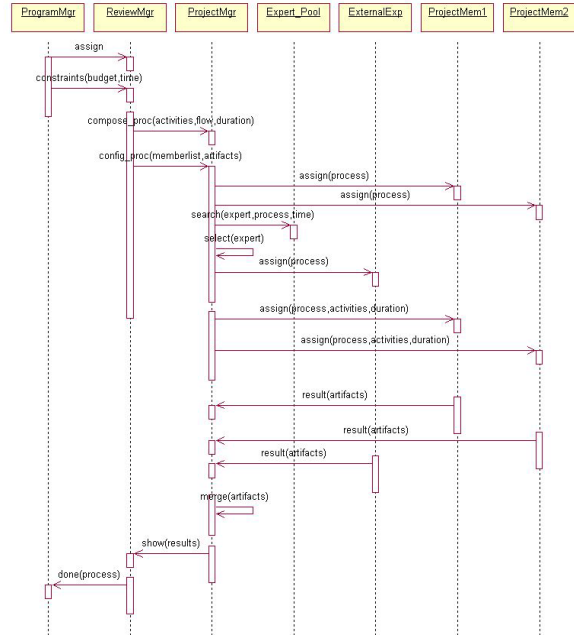 ProgramMgr
ReviewMgr
ProjectMgr
Expert_Pool
ExternalExp
ProjectMem1
ProjectMem2
assign
constraints(budget,time)
compose_proc(activities,flow,duration)
config_proc(memberlist,artifacts)
assign(process)
assign(process)
search(expert,process,time)
select(expert)
assign(process)
assign(process,activities,duration)
assign(process,activities,duration)
result(artifacts)
result(artifacts)
result(artifacts)
merge(artifacts)
show(results)
done(process)